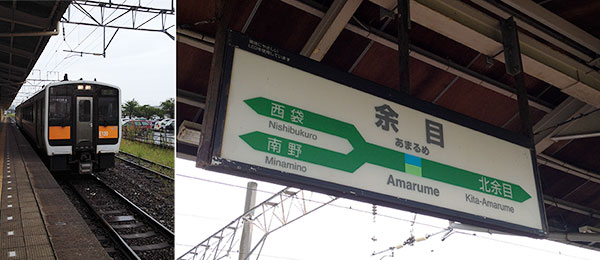 西袋
Nishibukuro
南野
Minamino
余目
あまるめ
Amarume
北余目
Kita-Amarume